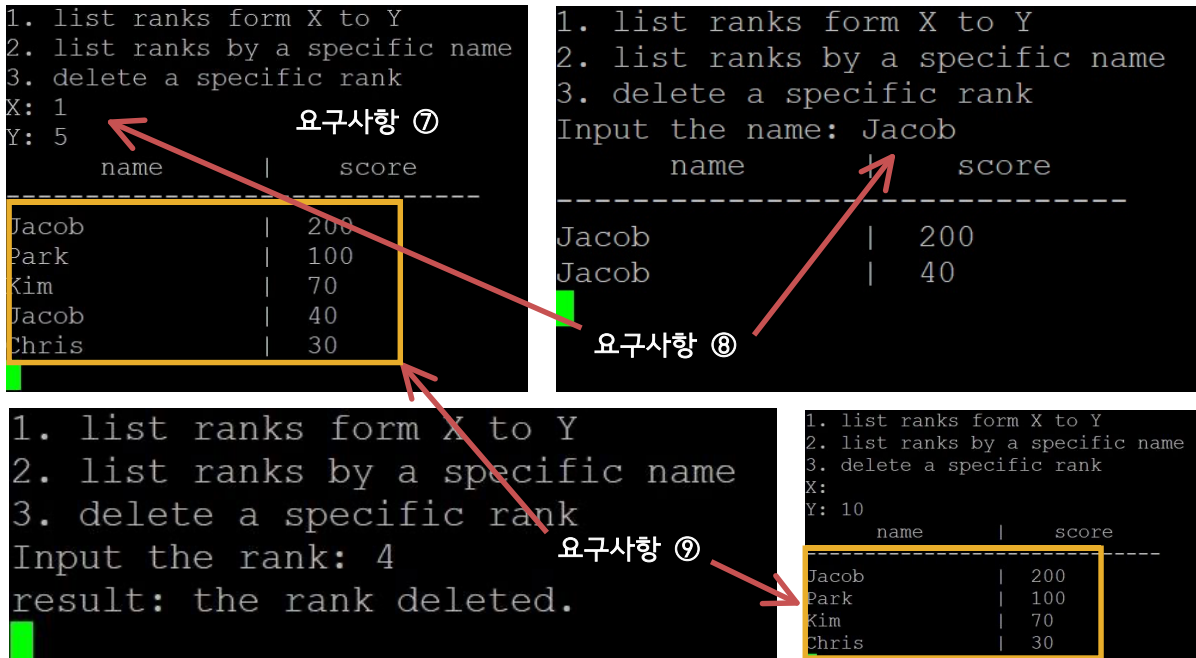 1. list ranks form X to Y
2. list ranks by a specific name
3. delete a specific rank
X: 1
요구사항 ⑦
Y: 5
name | score
-------------------------------
Jacob | 200
Park | 100
Kim | 70
Jacob | 40
Chris | 30
1. list ranks form X to Y
2. list ranks by a specific name
3. delete a specific rank
Input the name: Jacob
name | score
-------------------------------
Jacob | 200
Jacob | 40
요구사항 ⑧
1. list ranks form X to Y
2. list ranks by a specific name
3. delete a specific rank
Input the rank: 4
result: the rank deleted.
요구사항 ⑨
1. list ranks form X to Y
2. list ranks by a specific name
3. delete a specific rank
X:
Y: 10
name | score
-------------------------------
Jacob | 200
Park | 100
Kim | 70
Chris | 30